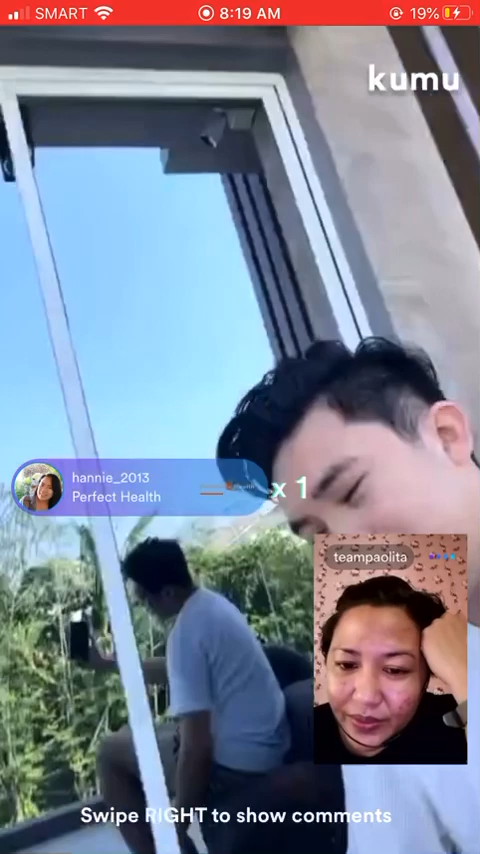 SMART 8:19 AM 19%
kumu
hannie_2013
Perfect Health
x 1
teampaolita
Swipe RIGHT to show comments